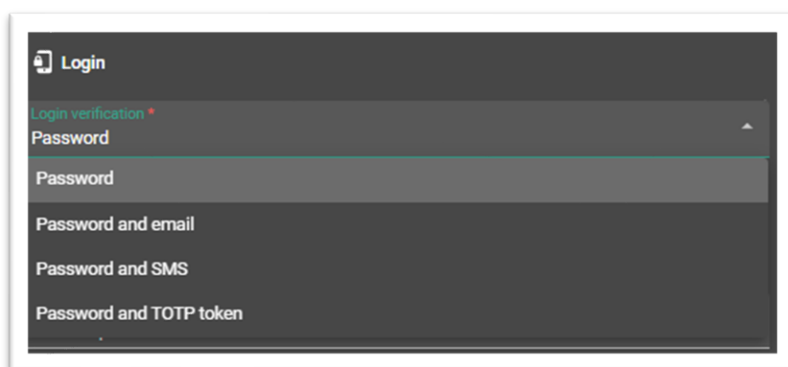 Login
Login verification *
Password
Password
Password and email
Password and SMS
Password and TOTP token